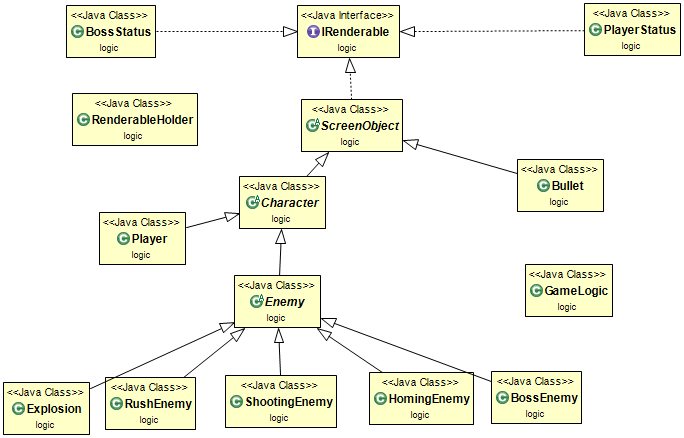 <<Java Class>>
BossStatus
logic
<<Java Interface>>
IRenderable
logic
<<Java Class>>
PlayerStatus
logic
<<Java Class>>
RenderableHolder
logic
<<Java Class>>
ScreenObject
logic
<<Java Class>>
Bullet
logic
<<Java Class>>
Character
logic
<<Java Class>>
Player
logic
<<Java Class>>
Enemy
logic
<<Java Class>>
GameLogic
logic
<<Java Class>>
Explosion
logic
<<Java Class>>
RushEnemy
logic
<<Java Class>>
ShootingEnemy
logic
<<Java Class>>
HomingEnemy
logic
<<Java Class>>
BossEnemy
logic